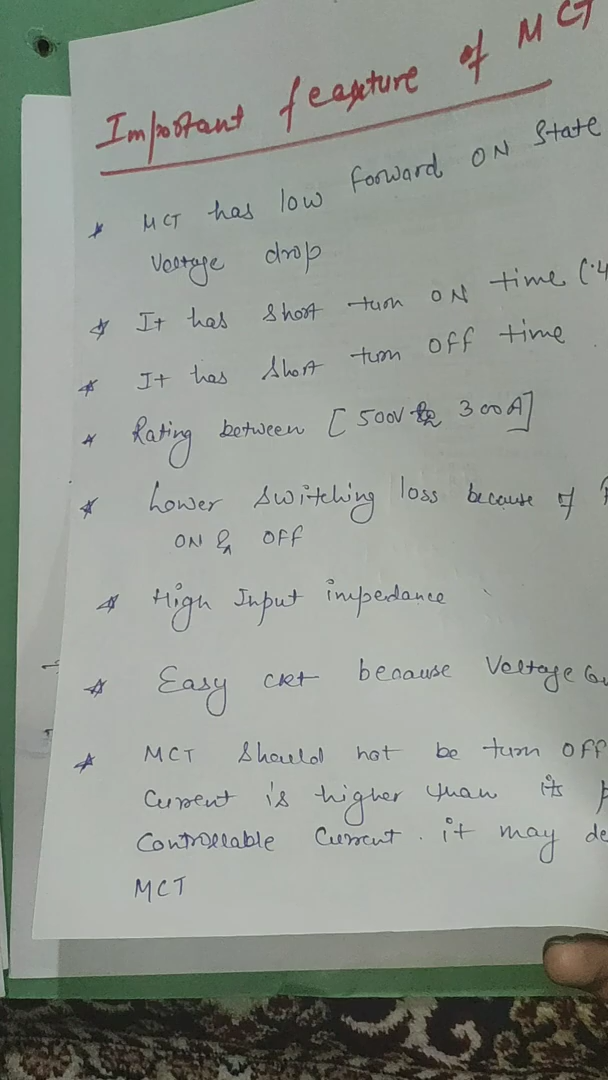 Important feature of MCT
* MCT has low forward ON state
Voltage drop
* It has short turn ON time (.4
* It has short turn OFF time
* Rating between [500V & 300A]
* Lower switching loss because of
ON & OFF
* High Input impedance
* Easy CKt because Voltage Co
* MCT should not be turn OFF
Current is higher than its p
Controllable Current. it may de
MCT